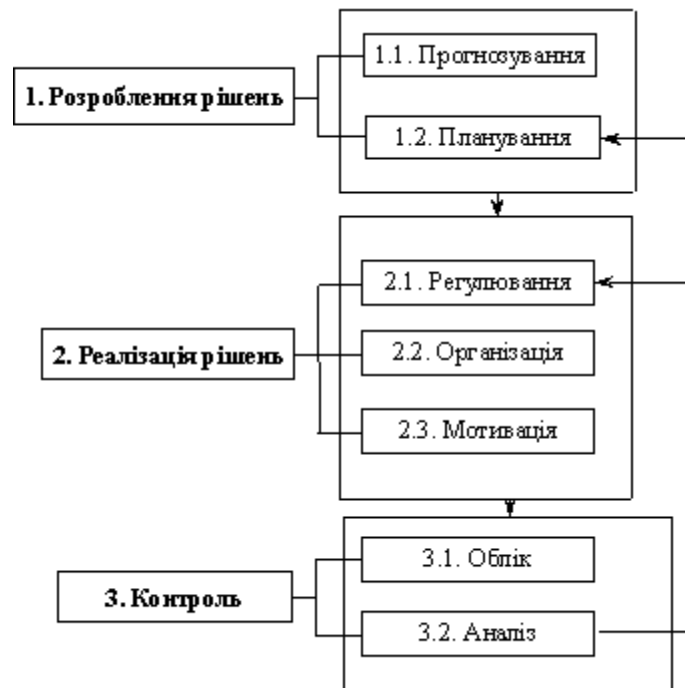 1.1. Прогнозування
1. Розроблення рішень
1.2. Планування
2.1. Регулювання
2.2. Організація
2. Реалізація рішень
2.3. Мотивація
3.1. Облік
3. Контроль
3.2. Аналіз